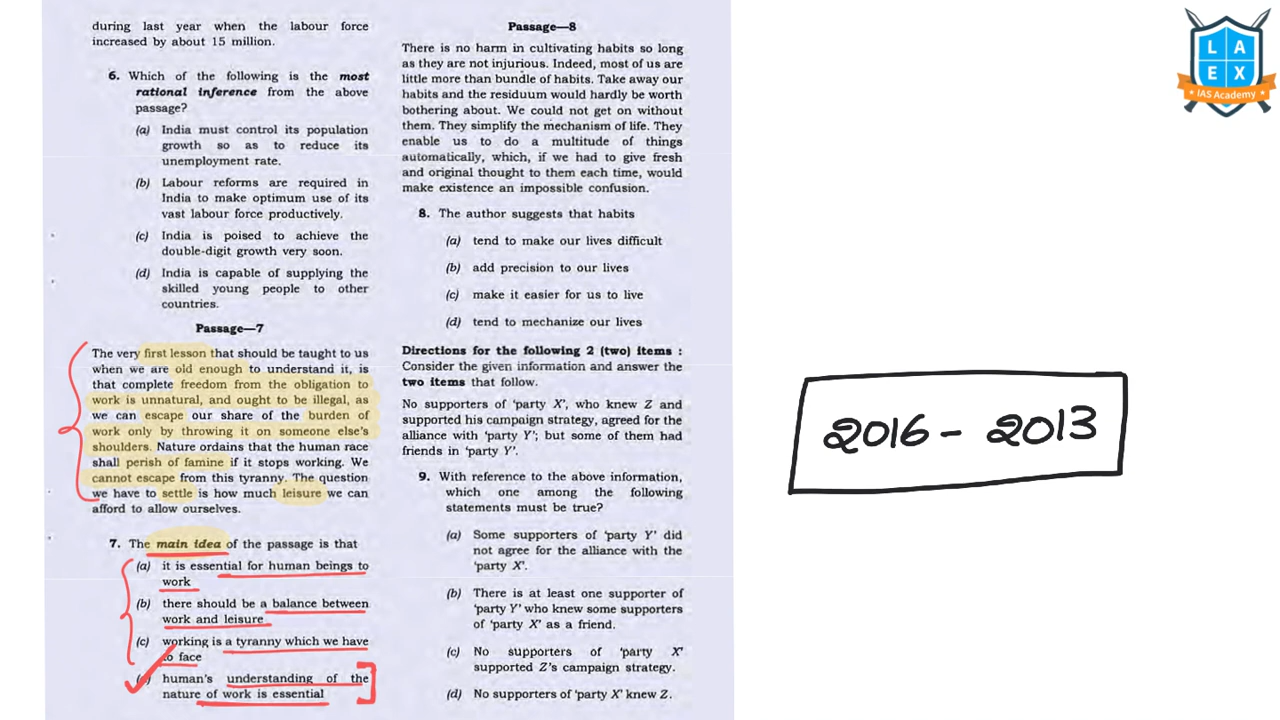 during last year when the labour force
increased by about 15 million.
6. Which of the following is the most
rational inference from the above
passage?
(a) India must control its population
growth so as to reduce its
unemployment rate.
(b) Labour reforms are required in
India to make optimum use of its
vast labour force productively.
(c) India is poised to achieve the
double-digit growth very soon.
(d) India is capable of supplying the
skilled young people to other
countries.
Passage—7
The very first lesson that should be taught to us
when we are old enough to understand it, is
that complete freedom from the obligation to
work is unnatural, and ought to be illegal, as
we can escape our share of the burden of
work only by throwing it on someone else's
shoulders. Nature ordains that the human race
shall perish of famine if it stops working. We
cannot escape from this tyranny. The question
we have to settle is how much leisure we can
afford to allow ourselves.
7. The main idea of the passage is that
(a) it is essential for human beings to
work
(b) there should be a balance between
work and leisure
(c) working is a tyranny which we have
to face
human's understanding of the
nature of work is essential
Passage—8
There is no harm in cultivating habits so long
as they are not injurious. Indeed, most of us are
little more than bundle of habits. Take away our
habits and the residuum would hardly be worth
bothering about. We could not get on without
them. They simplify the mechanism of life. They
enable us to do a multitude of things
automatically, which, if we had to give fresh
and original thought to them each time, would
make existence an impossible confusion.
8. The author suggests that habits
(a) tend to make our lives difficult
(b) add precision to our lives
(c) make it easier for us to live
(d) tend to mechanize our lives
Directions for the following 2 (two) items :
Consider the given information and answer the
two items that follow.
No supporters of 'party X', who knew Z and
supported his campaign strategy, agreed for the
alliance with 'party Y'; but some of them had
friends in 'party Y'.
9. With reference to the above information,
which one among the following
statements must be true?
(a) Some supporters of 'party Y' did
not agree for the alliance with the
'party X'.
(b) There is at least one supporter of
'party Y' who knew some supporters
of 'party X' as a friend.
(c) No supporters of 'party X'
supported Z's campaign strategy.
(d) No supporters of 'party X' knew Z.
2016 - 2013
L A
E X
IAS Academy